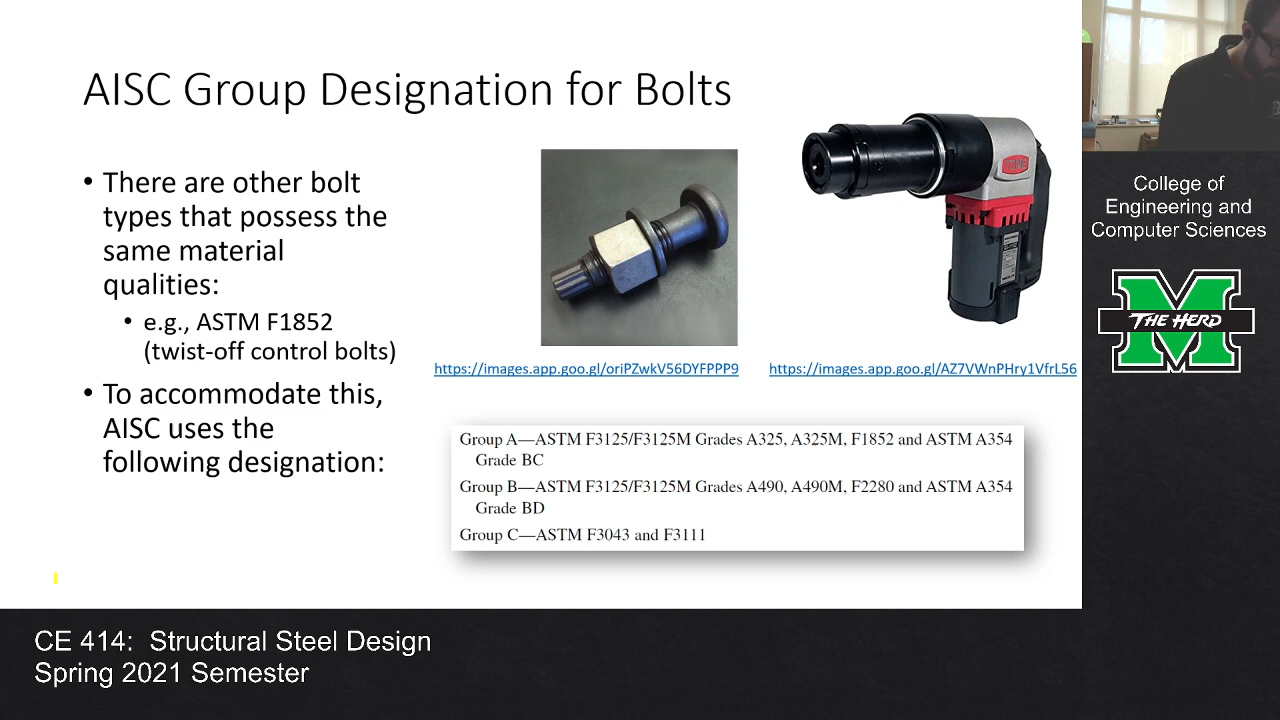 AISC Group Designation for Bolts
• There are other bolt
types that possess the
same material
qualities:
• e.g., ASTM F1852
(twist-off control bolts)
• To accommodate this,
AISC uses the
following designation:
https://images.app.goo.gl/oriPZwkV56DYFPPP9
https://images.app.goo.gl/AZ7VWnPHry1VfrL56
Group A—ASTM F3125/F3125M Grades A325, A325M, F1852 and ASTM A354
Grade BC
Group B—ASTM F3125/F3125M Grades A490, A490M, F2280 and ASTM A354
Grade BD
Group C—ASTM F3043 and F3111
College of
Engineering and
Computer Sciences
M
THE HERD
CE 414: Structural Steel Design
Spring 2021 Semester